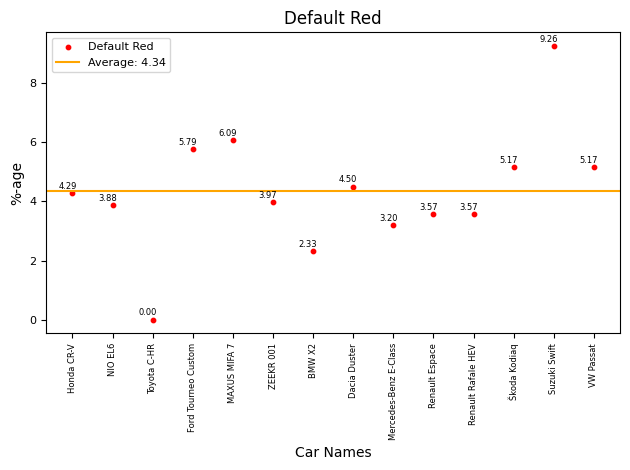 Default Red
Default Red
Average: 4.34
%-age
8
6
4
2
0
4.29
3.88
0.00
5.79
6.09
3.97
2.33
4.50
3.20
3.57
3.57
5.17
9.26
5.17
Honda CR-V
NIO EL6
Toyota C-HR
Ford Tourneo Custom
MAXUS MIFA 7
ZEEKR 001
BMW X2
Dacia Duster
Mercedes-Benz E-Class
Renault Espace
Renault Rafale HEV
Škoda Kodiaq
Suzuki Swift
VW Passat
Car Names